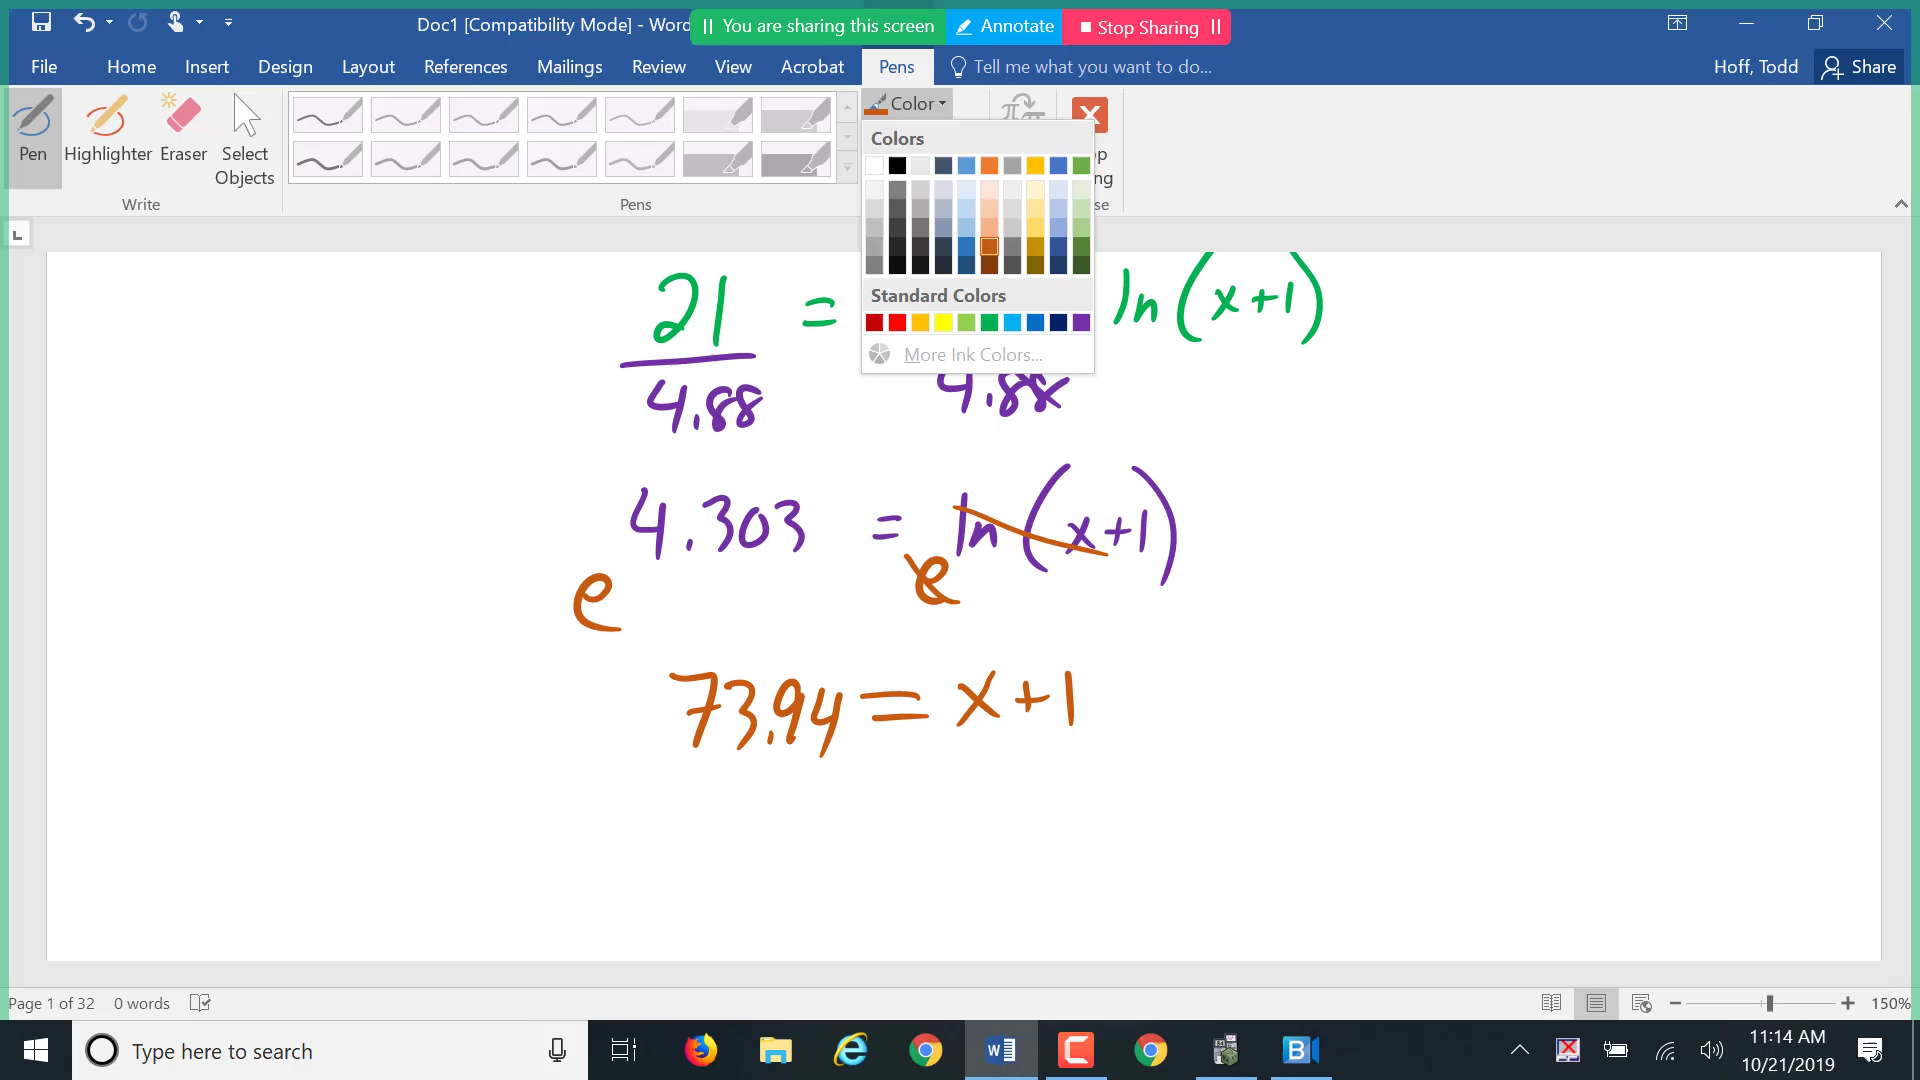 Doc1 [Compatibility Mode] - Word
You are sharing this screen
Annotate
Stop Sharing
File Home Insert Design Layout References Mailings Review View Acrobat Pens Tell me what you want to do... Hoff, Todd Share
Pen Highlighter Eraser Select Objects
Color
Write Pens
Colors
Standard Colors
More Ink Colors...
21 = ln(x+1)
4.88 4.88
4.303 = ln(x+1)
e e
73.94 = x+1
Page 1 of 32 0 words 150%
Type here to search
11:14 AM
10/21/2019